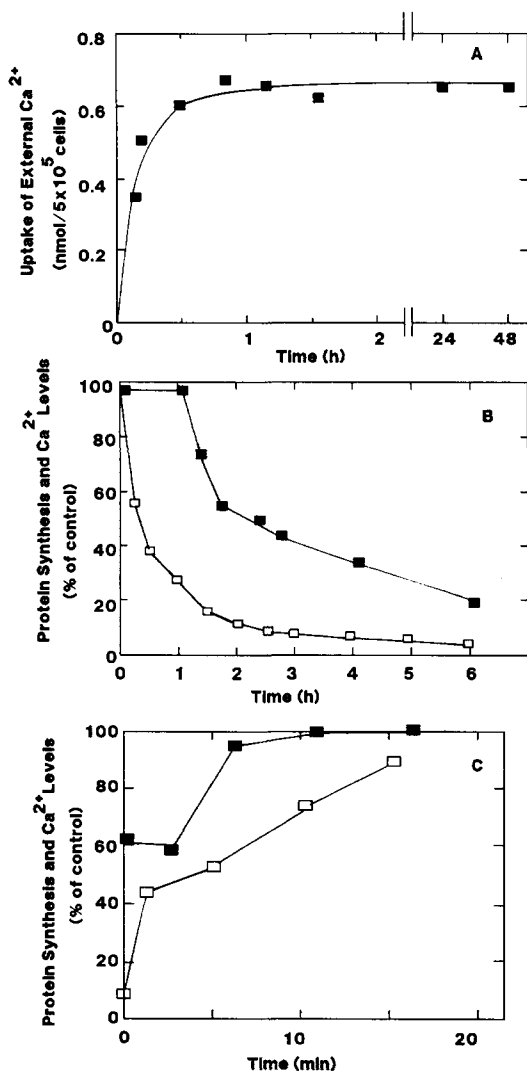 A
Uptake of External Ca2+
(nmol/5x10^5 cells)
0.8
0.6
0.4
0.2
0
0 1 2 24 48
Time (h)
B
Protein Synthesis and Ca2+ Levels
(% of control)
100
80
60
40
20
0
0 1 2 3 4 5 6
Time (h)
C
Protein Synthesis and Ca2+ Levels
(% of control)
100
80
60
40
20
0
0 10 20
Time (min)